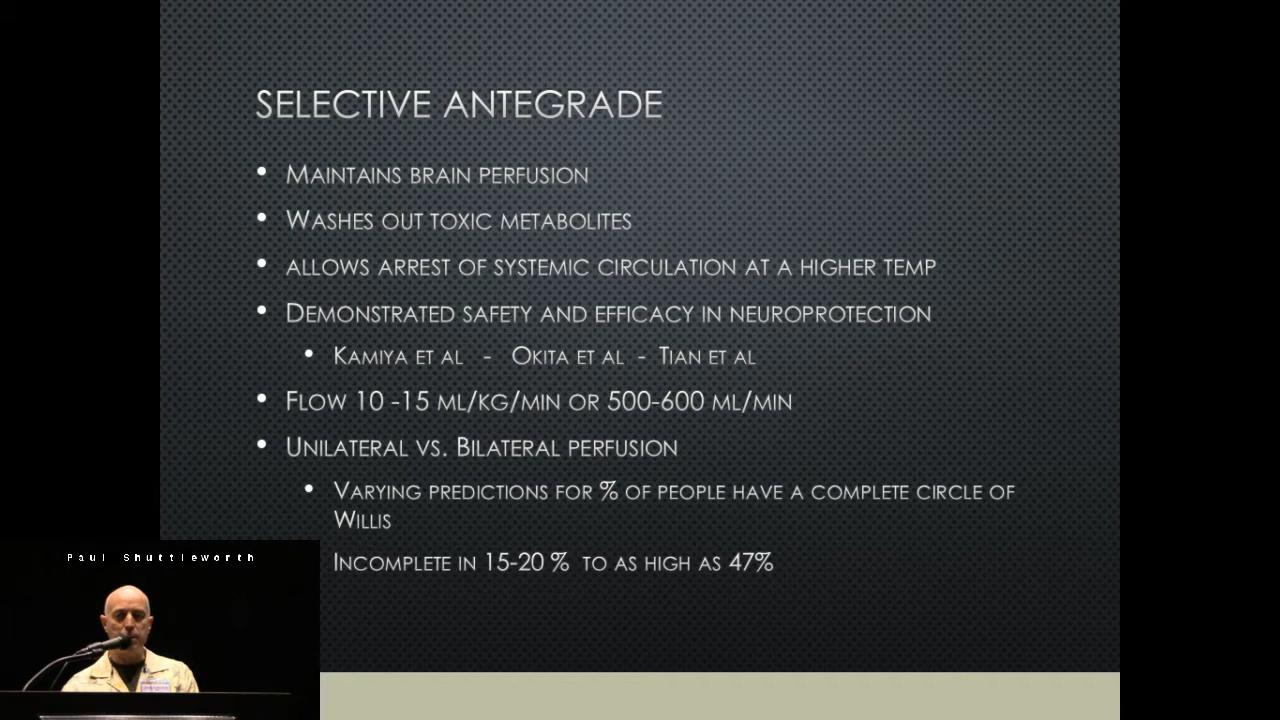 SELECTIVE ANTEGRADE
• MAINTAINS BRAIN PERFUSION
• WASHES OUT TOXIC METABOLITES
• ALLOWS ARREST OF SYSTEMIC CIRCULATION AT A HIGHER TEMP
• DEMONSTRATED SAFETY AND EFFICACY IN NEUROPROTECTION
• KAMIYA ET AL - OKITA ET AL - TIAN ET AL
• FLOW 10 -15 ML/KG/MIN OR 500-600 ML/MIN
• UNILATERAL VS. BILATERAL PERFUSION
• VARYING PREDICTIONS FOR % OF PEOPLE HAVE A COMPLETE CIRCLE OF
WILLIS
INCOMPLETE IN 15-20 % TO AS HIGH AS 47%
Paul Shuttleworth